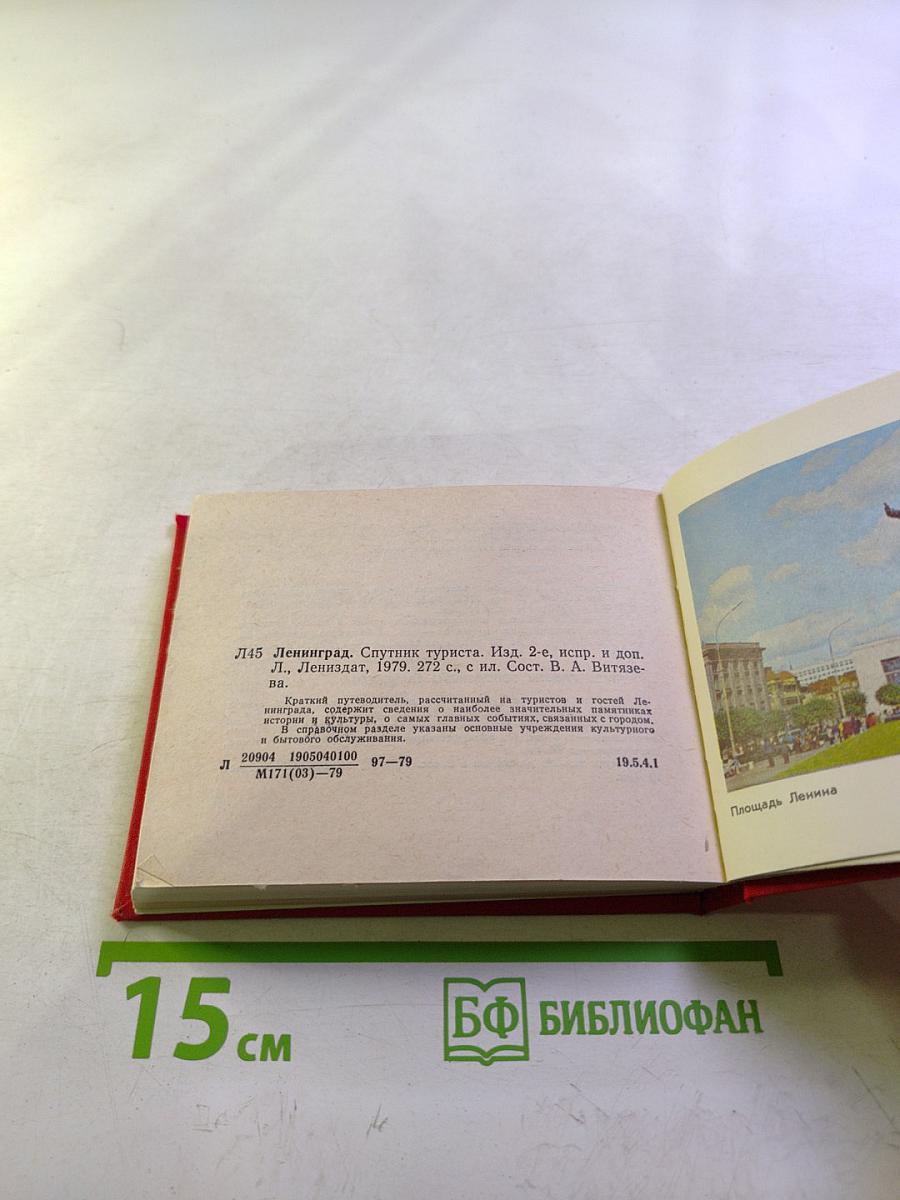 Л45 Ленинград. Спутник туриста. Изд. 2-е, испр. и доп.
Л., Лениздат, 1979. 272 с., с ил. Сост. В. А. Витязе-
ва.
Краткий путеводитель, рассчитанный на туристов и гостей Ле-
нинграда, содержит сведения о наиболее значительных памятниках
истории и культуры, о самых главных событиях, связанных с городом.
В справочном разделе указаны основные учреждения культурного
и бытового обслуживания.
Л 20904 1905040100 97—79 19.5.4.1
М171(03)—79
Площадь Ленина
15 см
БФ БИБЛИОФАН